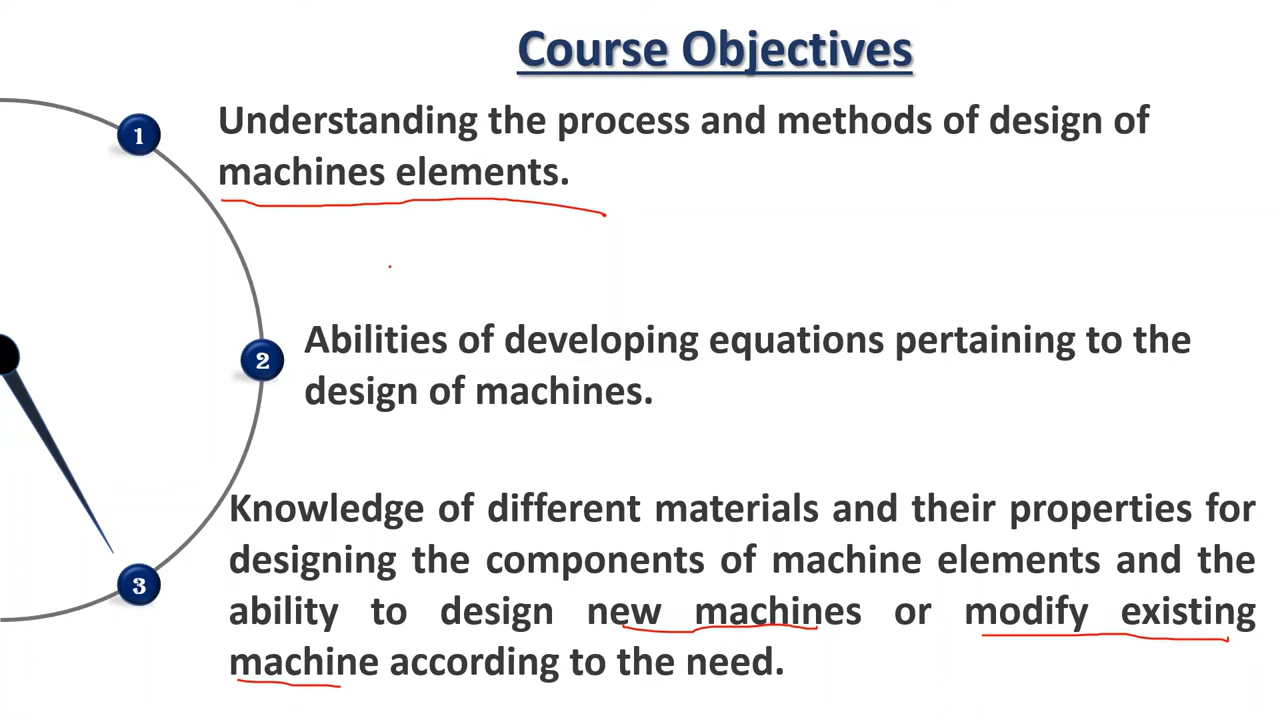 Course Objectives
1
Understanding the process and methods of design of
machines elements.
2
Abilities of developing equations pertaining to the
design of machines.
3
Knowledge of different materials and their properties for
designing the components of machine elements and the
ability to design new machines or modify existing
machine according to the need.